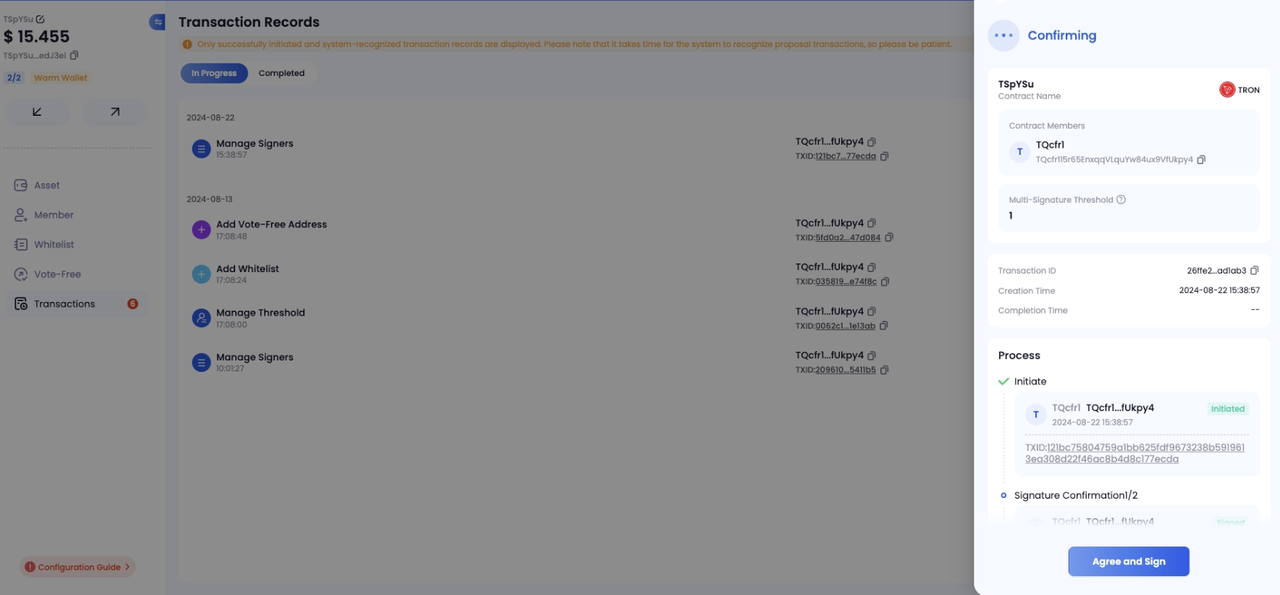 TSpYSu
$ 15.455
TSpYSu...edJ3ei
2/2 Warm Wallet
Asset
Member
Whitelist
Vote-Free
Transactions 6
Configuration Guide
Transaction Records
Only successfully initiated and system-recognized transaction records are displayed. Please note that it takes time for the system to recognize proposal transactions, so please be patient.
In Progress Completed
2024-08-22
Manage Signers TQcfr1...fUkpy4
15:38:57 TXID:121bc7...77ecda
2024-08-13
Add Vote-Free Address TQcfr1...fUkpy4
17:08:48 TXID:5fd0a2...47d084
Add Whitelist TQcfr1...fUkpy4
17:08:24 TXID:035819...e74f8c
Manage Threshold TQcfr1...fUkpy4
17:08:00 TXID:0062c1...1e13ab
Manage Signers TQcfr1...fUkpy4
10:01:27 TXID:209610...5411b5
Confirming
TSpYSu TRON
Contract Name
Contract Members
T TQcfr1
TQcfr115r65EnxqqVLquYw84ux9VfUkpy4
Multi-Signature Threshold
1
Transaction ID 26ffe2...ad1ab3
Creation Time 2024-08-22 15:38:57
Completion Time --
Process
Initiate
T TQcfr1 TQcfr1...fUkpy4 Initiated
2024-08-22 15:38:57
TXID:121bc75804759a1bb625fdf9673238b591961
3ea308d22f46ac8b4d8c177ecda
Signature Confirmation1/2
TQcfr1 TQcfr1...fUkpy4 Signed
Agree and Sign